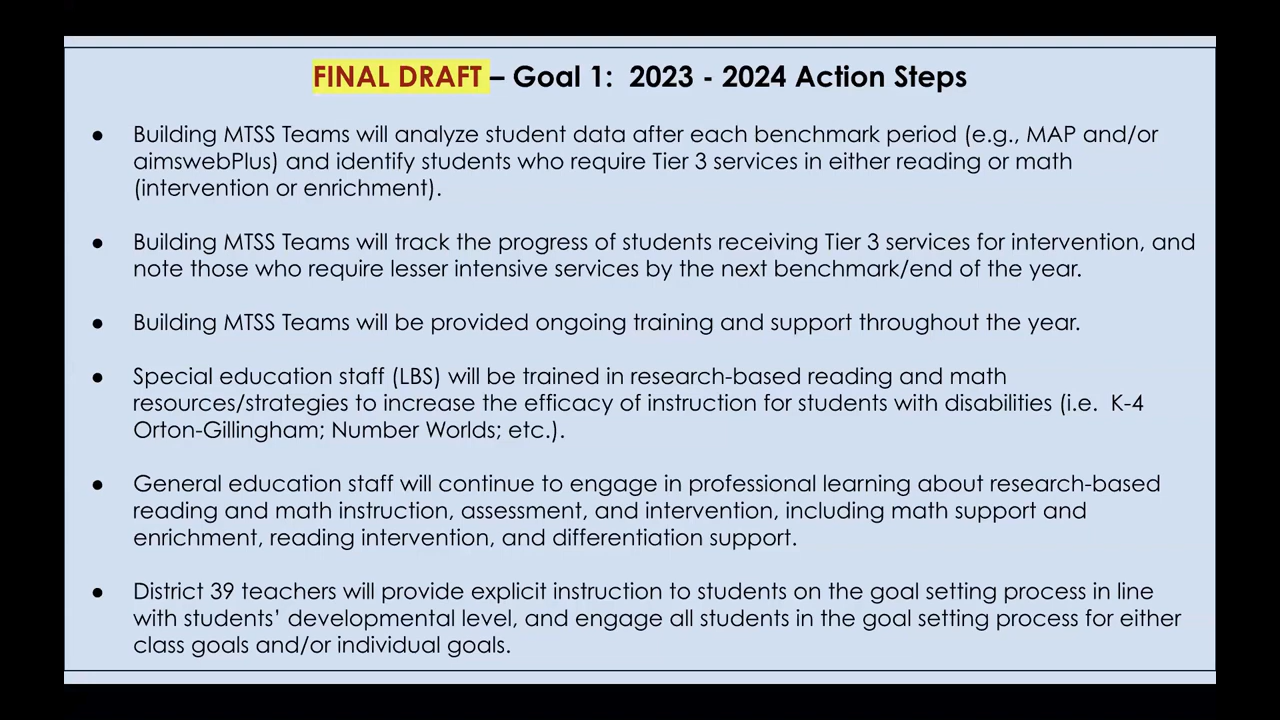 FINAL DRAFT – Goal 1: 2023 - 2024 Action Steps
● Building MTSS Teams will analyze student data after each benchmark period (e.g., MAP and/or
aimswebPlus) and identify students who require Tier 3 services in either reading or math
(intervention or enrichment).
● Building MTSS Teams will track the progress of students receiving Tier 3 services for intervention, and
note those who require lesser intensive services by the next benchmark/end of the year.
● Building MTSS Teams will be provided ongoing training and support throughout the year.
● Special education staff (LBS) will be trained in research-based reading and math
resources/strategies to increase the efficacy of instruction for students with disabilities (i.e. K-4
Orton-Gillingham; Number Worlds; etc.).
● General education staff will continue to engage in professional learning about research-based
reading and math instruction, assessment, and intervention, including math support and
enrichment, reading intervention, and differentiation support.
● District 39 teachers will provide explicit instruction to students on the goal setting process in line
with students’ developmental level, and engage all students in the goal setting process for either
class goals and/or individual goals.